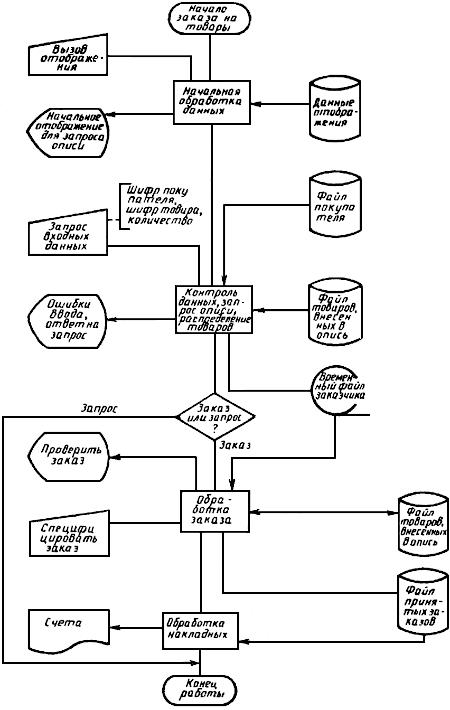 Начало
заказа на
товары
Вызов
отображе-
ния
Начальная
обработка
данных
Данные
отобра-
жения
Начальное
отображение
для запроса
описи
Шифр поку
пателя,
шифр товара,
количество
Файл
покупа
теля
Запрос
входных
данных
Контроль
данных, зап-
рос описи,
распределение
товаров
Ошибки
ввода,
ответ на
запрос
Файл
товаров,
внесен
ных в
опись
Времен
ный файл
заказчика
Запрос
Заказ
или запрос
?
Заказ
Проверить
заказ
Обра-
ботка
заказа
Файл
товаров,
внесенных
в опись
Специфи
цировать
заказ
Файл
приня-
тых за-
казов
Счета
Обработка
накладных
Конец
работы